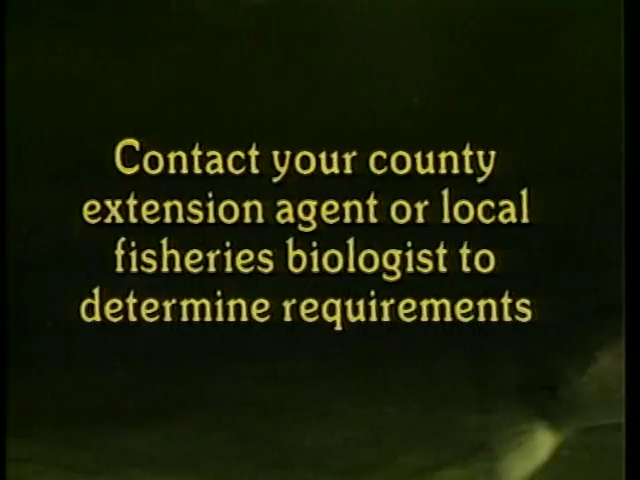 Contact your county
extension agent or local
fisheries biologist to
determine requirements